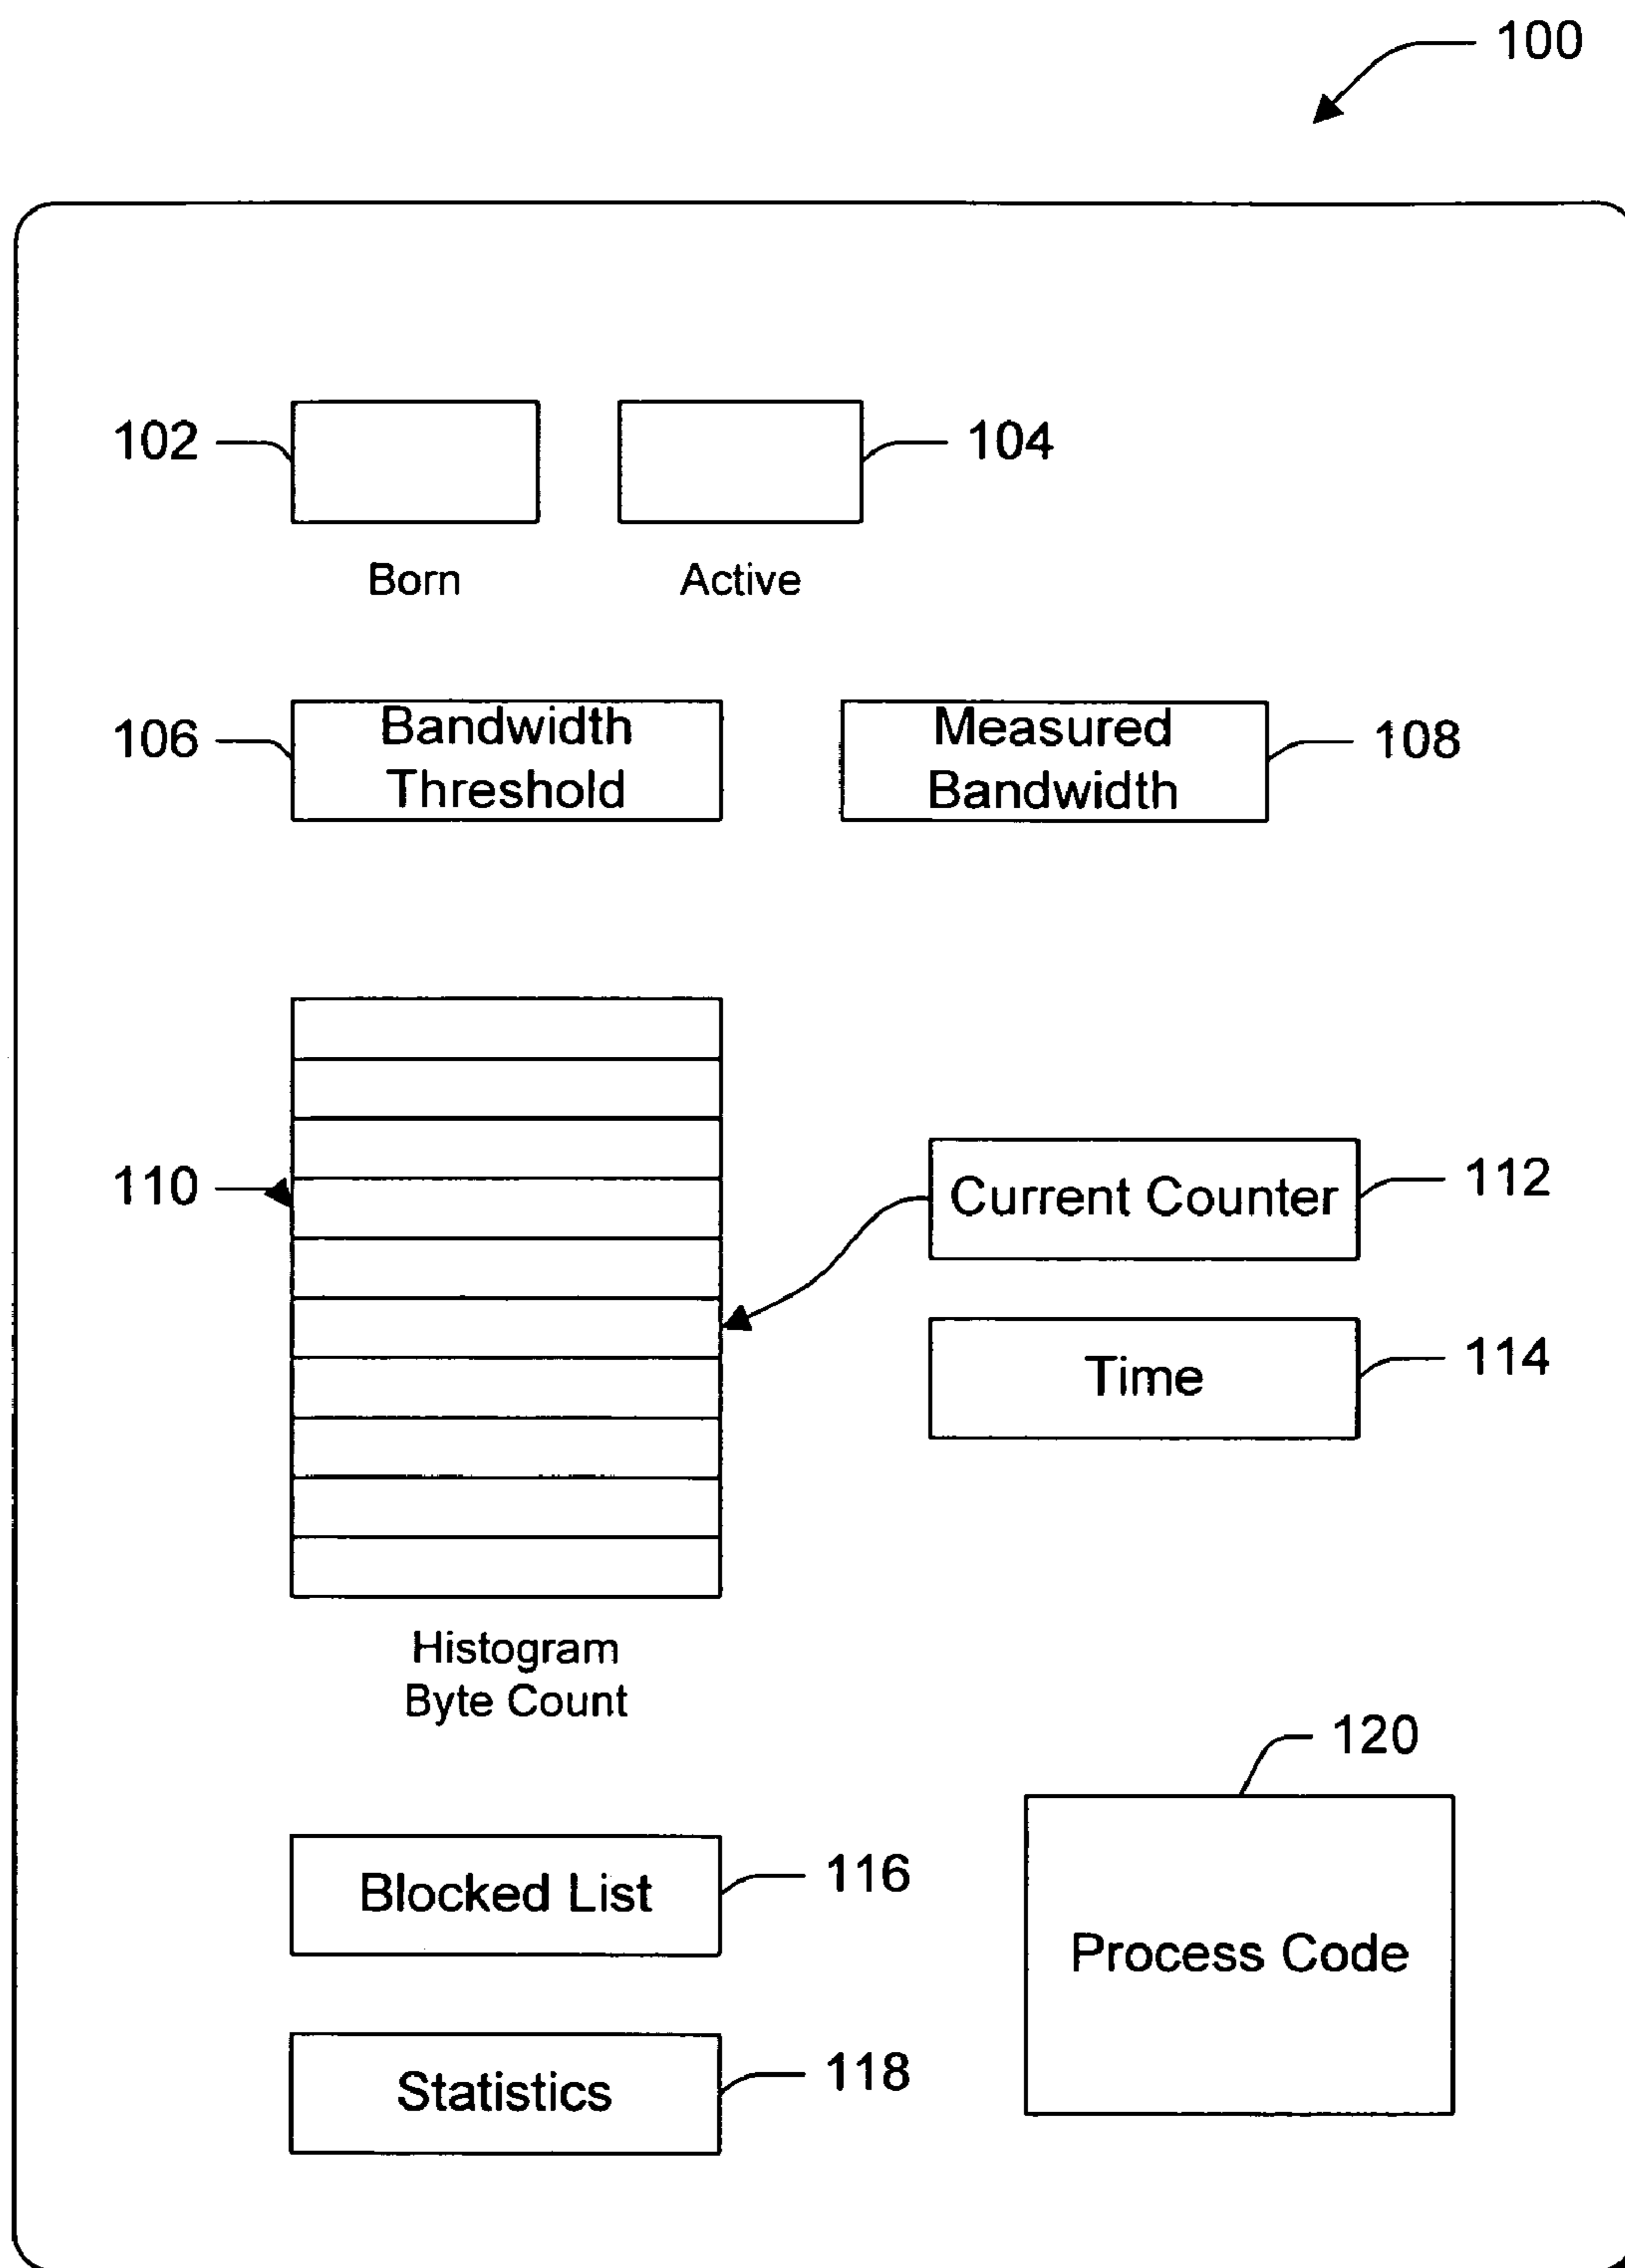 100
102
104
Born
Active
106
Bandwidth
Threshold
Measured
Bandwidth
108
110
Current Counter
112
Time
114
Histogram
Byte Count
120
Blocked List
116
Process Code
Statistics
118